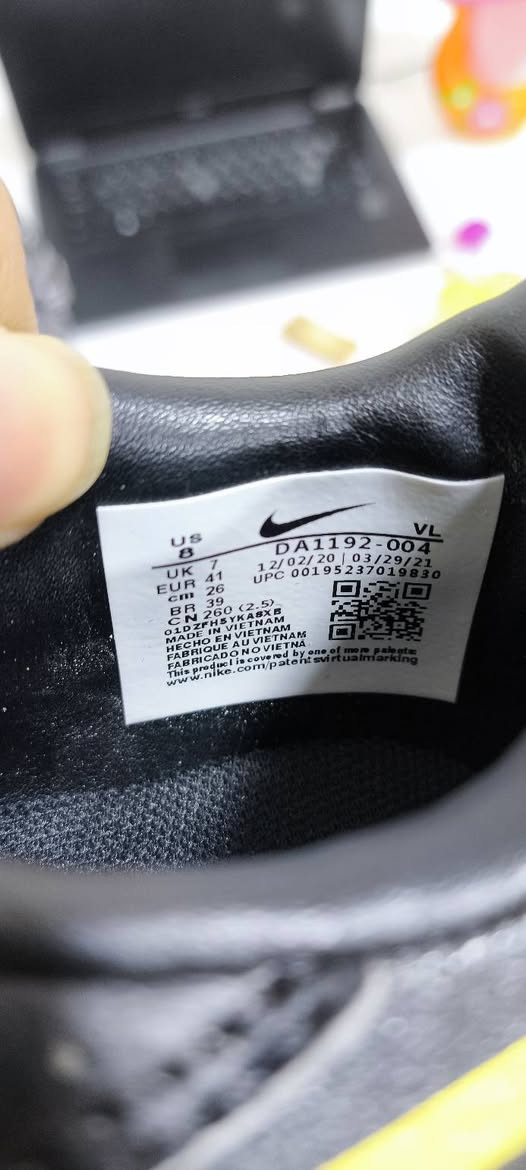 US
8
VL
DA1192-004
UK 7
12/02/20 | 03/29/21
EUR 41
UPC 00195237019830
cm 26
BR 39
CN 260 (2.5)
01DZFH5YKA8XB
MADE IN VIETNAM
HECHO EN VIETNAM
FABRIQUE AU VIETNAM
FABRICADO NO VIETNÃ.
This product is covered by one of more patents:
www.nike.com/patentsvirtualmarking